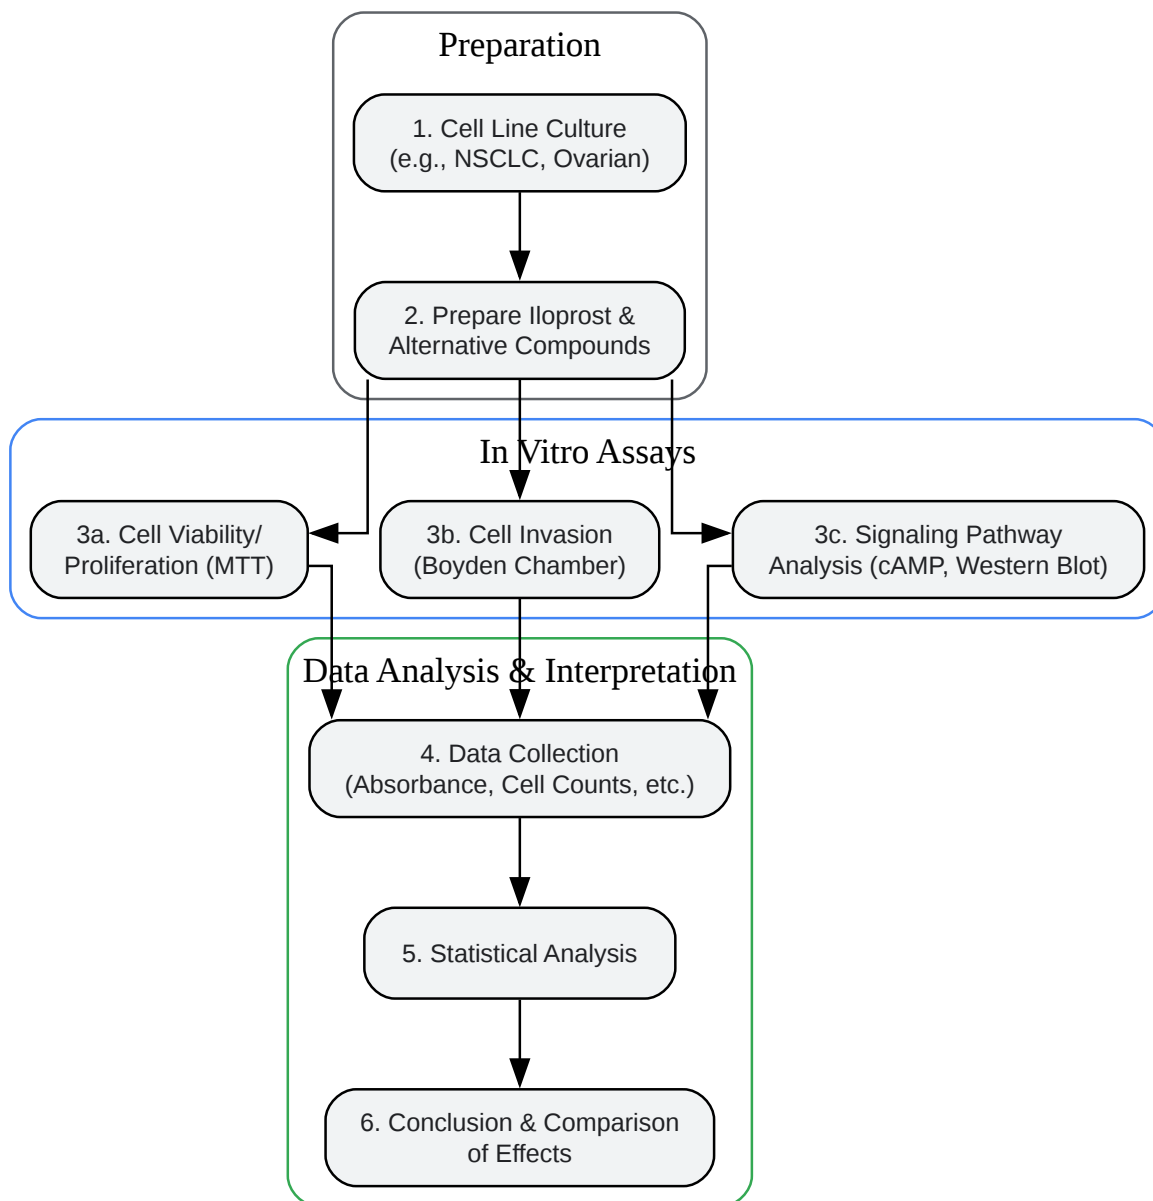 Preparation
1. Cell Line Culture
(e.g., NSCLC, Ovarian)
2. Prepare Iloprost &
Alternative Compounds
In Vitro Assays
3a. Cell Viability/
Proliferation (MTT)
3b. Cell Invasion
(Boyden Chamber)
3c. Signaling Pathway
Analysis (cAMP, Western Blot)
Data Analysis & Interpretation
4. Data Collection
(Absorbance, Cell Counts, etc.)
5. Statistical Analysis
6. Conclusion & Comparison
of Effects